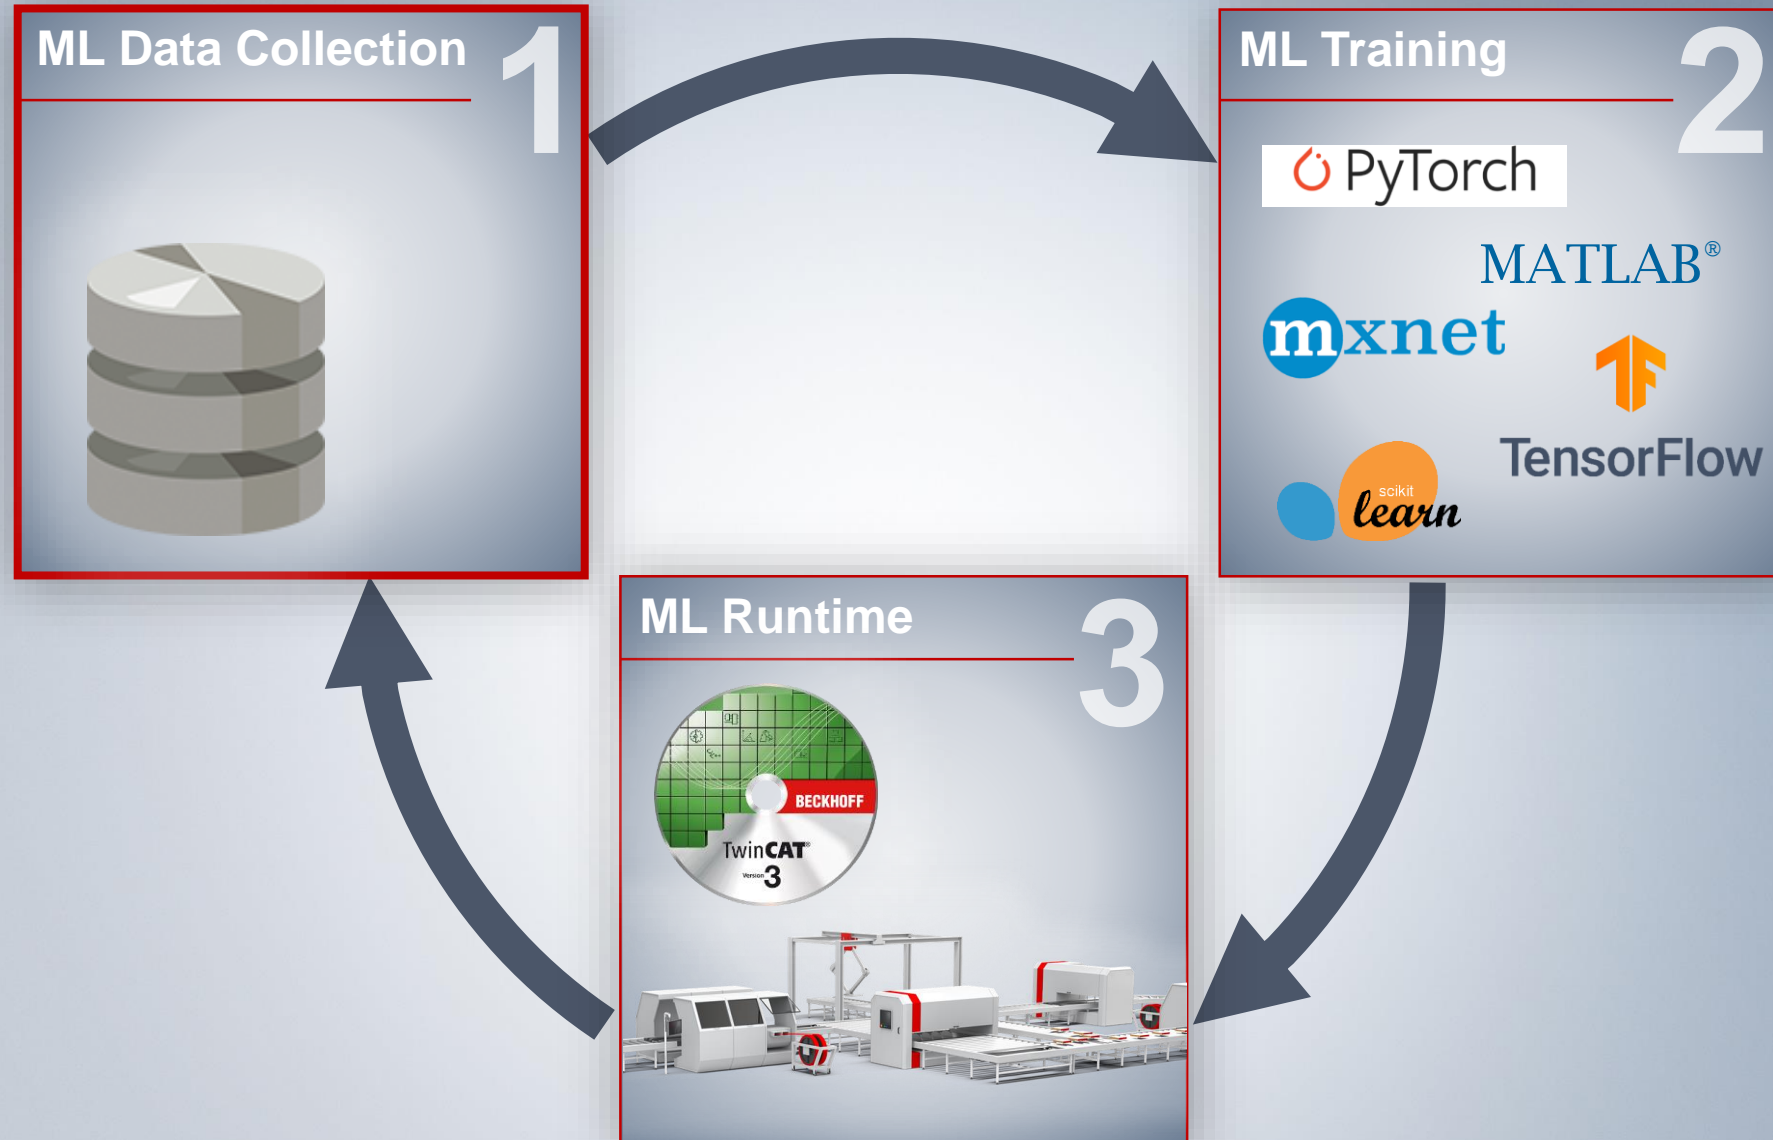 ML Data Collection
1
ML Training
2
PyTorch
MATLAB®
mxnet
TensorFlow
scikit
learn
ML Runtime
3
BECKHOFF
TwinCAT®
Version 3